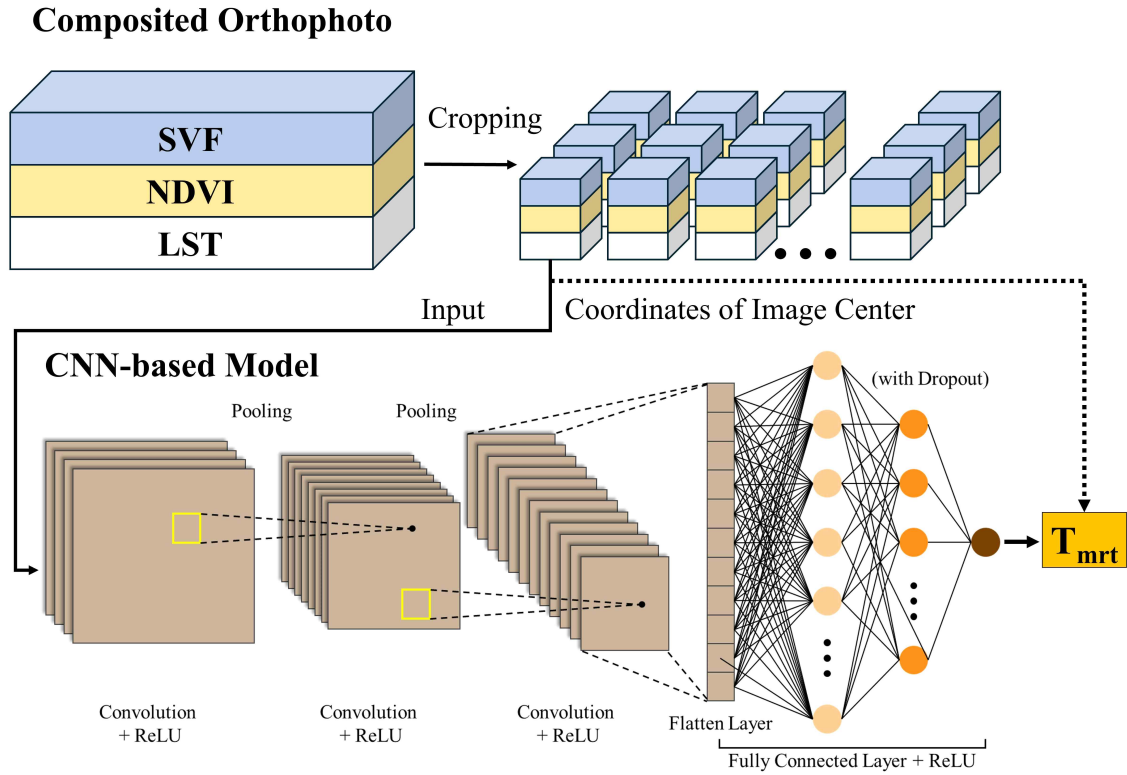 Composited Orthophoto
SVF
NDVI
LST
Cropping
Input
Coordinates of Image Center
CNN-based Model
Pooling
Pooling
(with Dropout)
T_mrt
Convolution
+ ReLU
Convolution
+ ReLU
Convolution
+ ReLU
Flatten Layer
Fully Connected Layer + ReLU